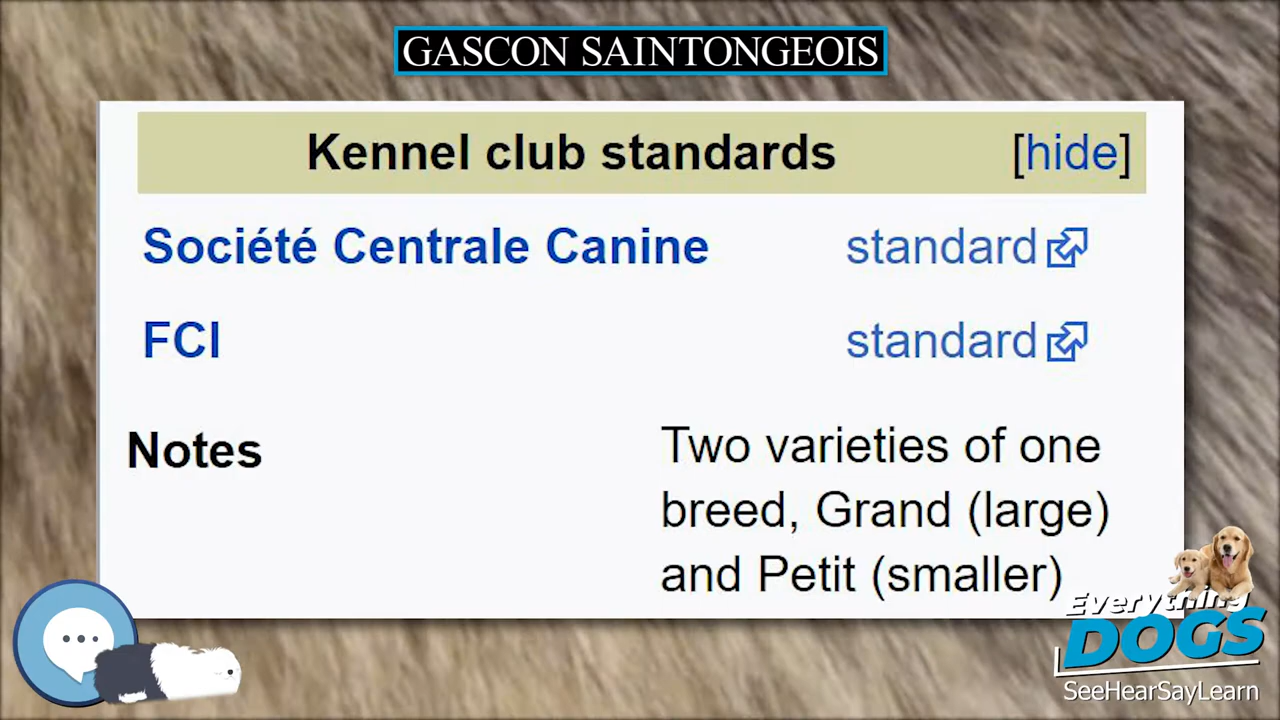 GASCON SAINTONGEOIS
Kennel club standards [hide]
Société Centrale Canine standard
FCI standard
Notes Two varieties of one
breed, Grand (large)
and Petit (smaller)
Everything
DOGS
SeeHearSayLearn